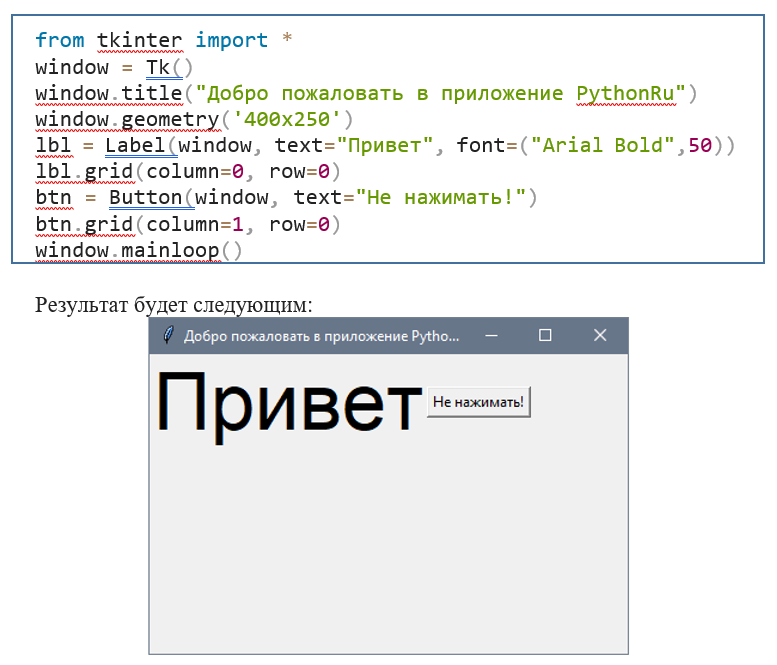 from tkinter import *
window = Tk()
window.title("Добро пожаловать в приложение PythonRu")
window.geometry('400x250')
lbl = Label(window, text="Привет", font=("Arial Bold",50))
lbl.grid(column=0, row=0)
btn = Button(window, text="Не нажимать!")
btn.grid(column=1, row=0)
window.mainloop()
Результат будет следующим:
Добро пожаловать в приложение Pytho...
Привет Не нажимать!